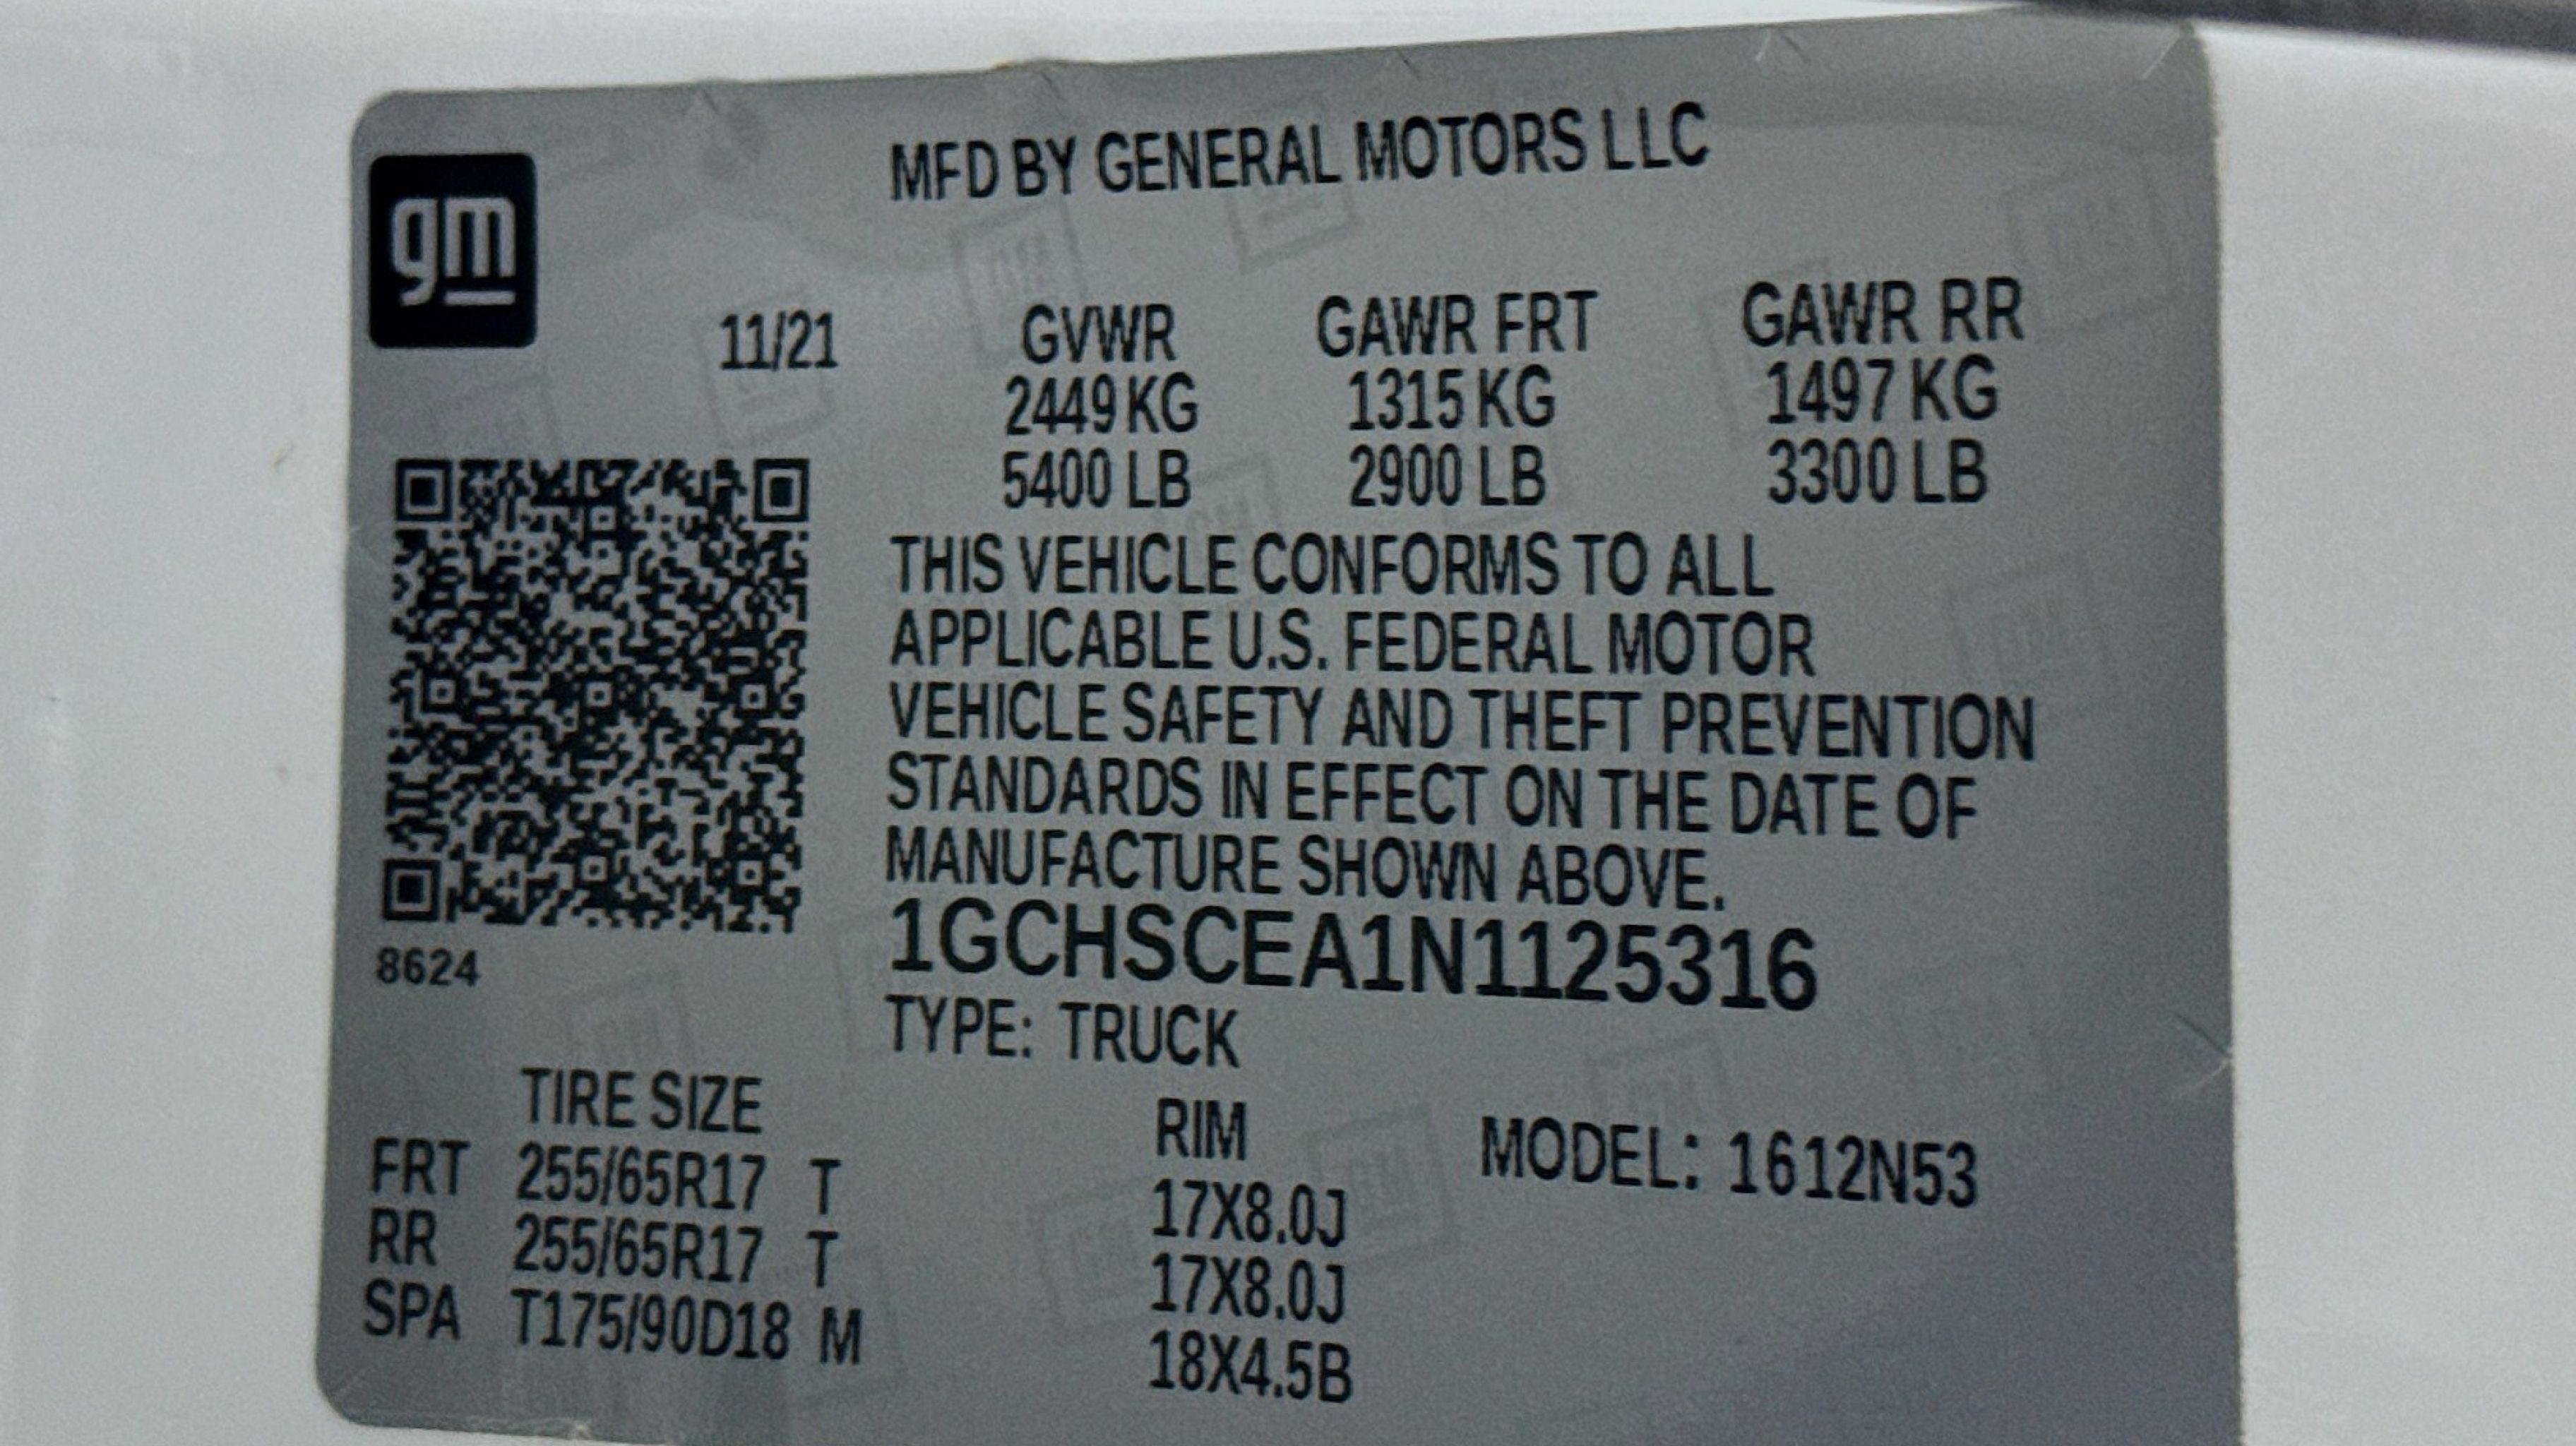 gm
MFD BY GENERAL MOTORS LLC
11/21 GVWR GAWR FRT GAWR RR
2449 KG 1315 KG 1497 KG
5400 LB 2900 LB 3300 LB
THIS VEHICLE CONFORMS TO ALL
APPLICABLE U.S. FEDERAL MOTOR
VEHICLE SAFETY AND THEFT PREVENTION
STANDARDS IN EFFECT ON THE DATE OF
MANUFACTURE SHOWN ABOVE.
1GCHSCEA1N1125316
8624
TYPE: TRUCK
TIRE SIZE RIM MODEL: 1612N53
FRT 255/65R17 T 17X8.0J
RR 255/65R17 T 17X8.0J
SPA T175/90D18 M 18X4.5B